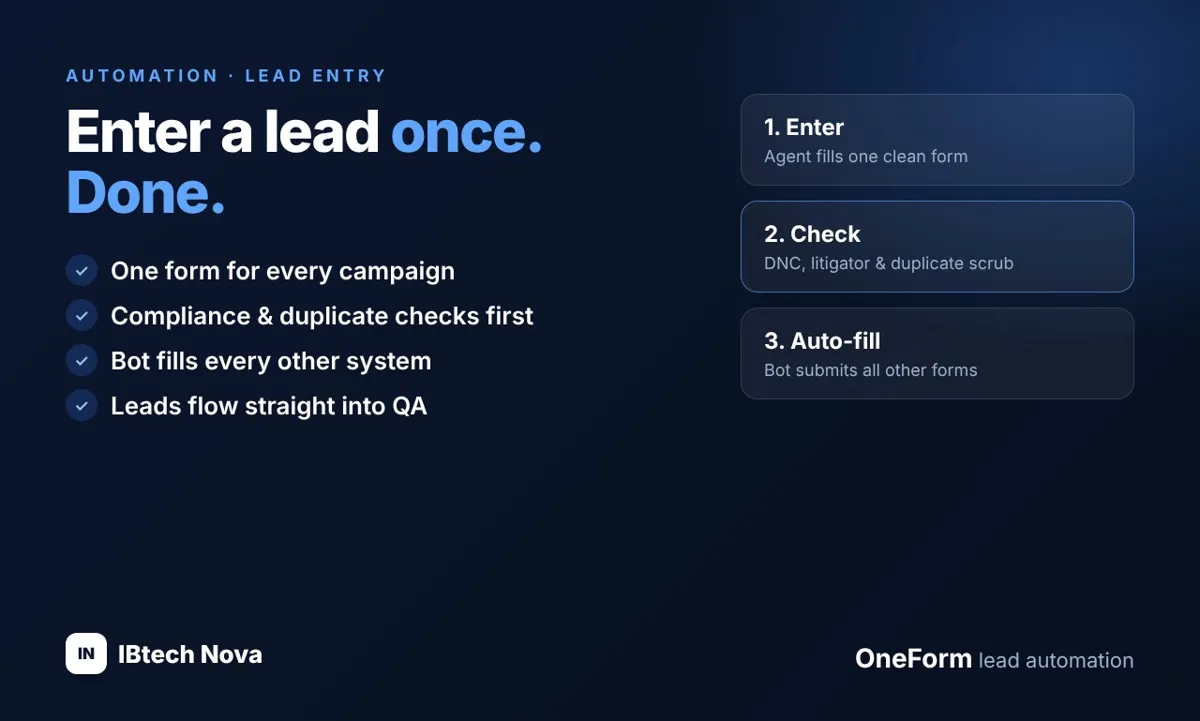 AUTOMATION · LEAD ENTRY
Enter a lead once.
Done.
One form for every campaign
Compliance & duplicate checks first
Bot fills every other system
Leads flow straight into QA
1. Enter
Agent fills one clean form
2. Check
DNC, litigator & duplicate scrub
3. Auto-fill
Bot submits all other forms
IN IBtech Nova
OneForm lead automation